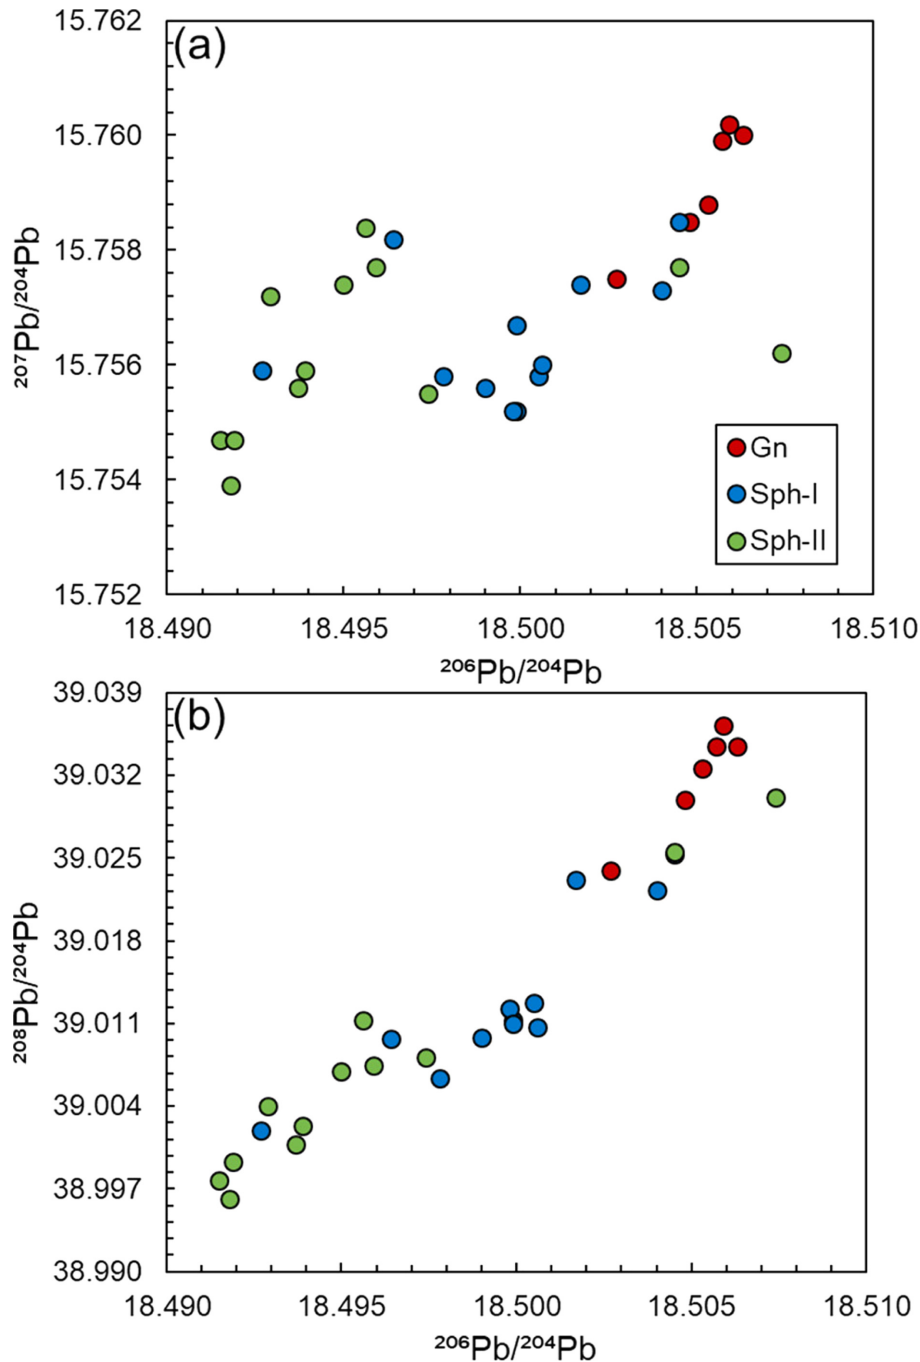 (a)
15.762
15.760
15.758
15.756
15.754
15.752
²⁰⁷Pb/²⁰⁴Pb
Gn
Sph-I
Sph-II
18.490 18.495 18.500 18.505 18.510
²⁰⁶Pb/²⁰⁴Pb
(b)
39.039
39.032
39.025
39.018
39.011
39.004
38.997
38.990
²⁰⁸Pb/²⁰⁴Pb
18.490 18.495 18.500 18.505 18.510
²⁰⁶Pb/²⁰⁴Pb